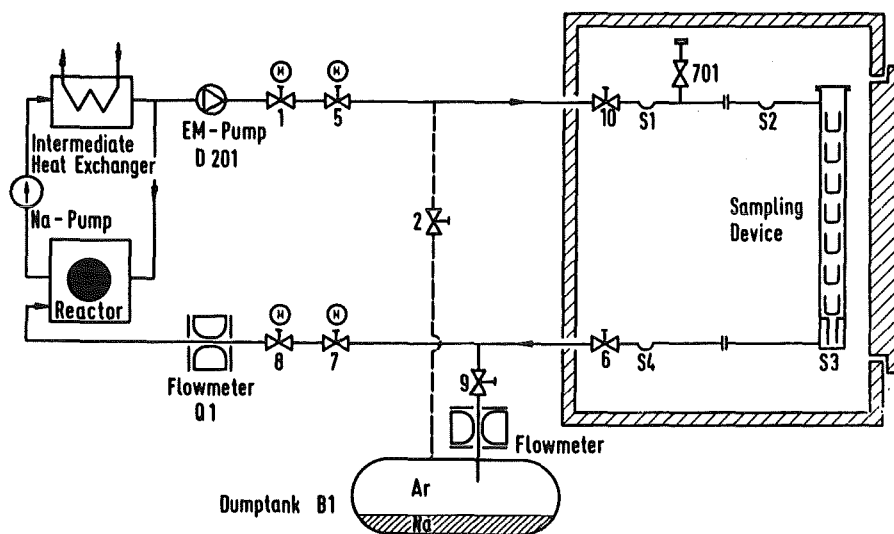 M
M
701
EM-Pump
D 201
1
5
10
S1
S2
Intermediate
Heat Exchanger
Na-Pump
2
Sampling
Device
Reactor
M
M
8
7
6
S4
S3
Flowmeter
Q1
9
Flowmeter
Dumptank B1
Ar
Na